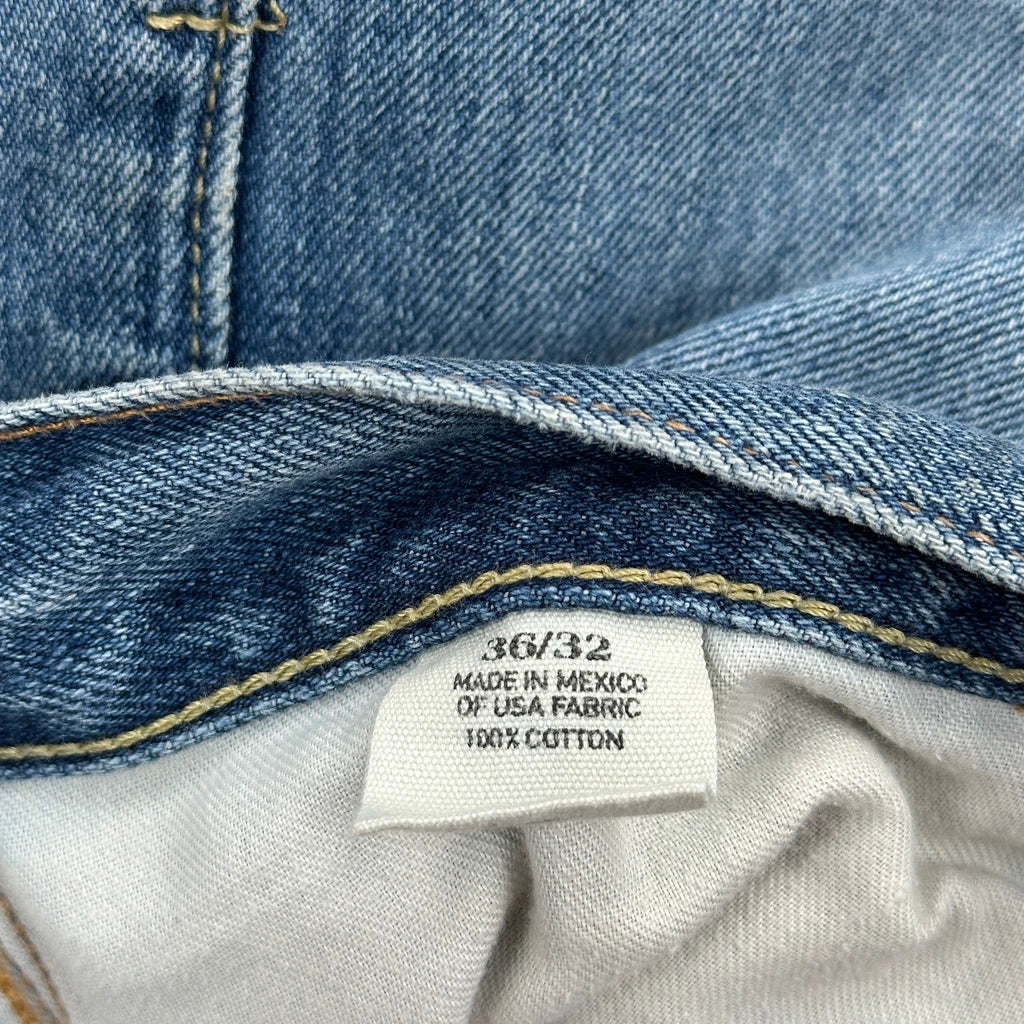 36/32
MADE IN MEXICO
OF USA FABRIC
100% COTTON